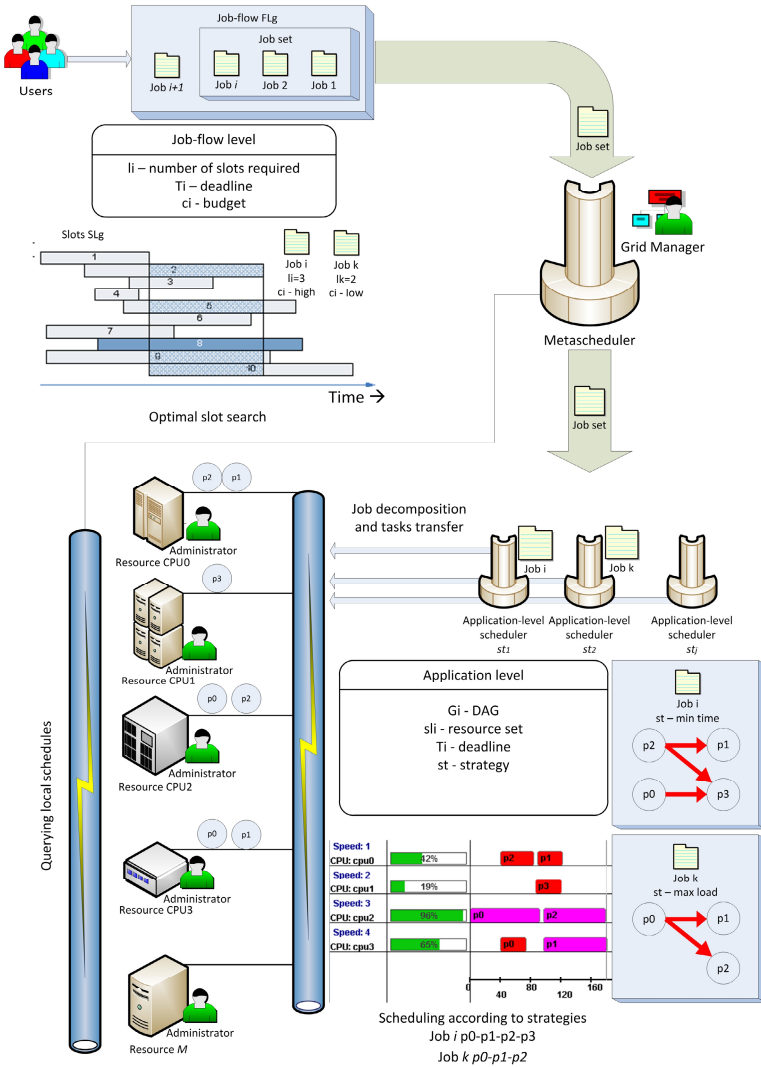 Job-flow FLg
Job set
Job i+1
Job i
Job 2
Job 1
Users
Job set
Job-flow level
li – number of slots required
Ti – deadline
ci - budget
Grid Manager
Metascheduler
Slots SLg
Job i
li=3
ci - high
Job k
lk=2
ci - low
1
2
3
4
5
6
7
8
9
10
Time →
Optimal slot search
Job set
p2
p1
Administrator
Resource CPU0
p3
Administrator
Resource CPU1
p0
p2
Administrator
Resource CPU2
p0
p1
Administrator
Resource CPU3
Administrator
Resource M
Querying local schedules
Job decomposition
and tasks transfer
Job i
Job k
Application-level
scheduler
st1
Application-level
scheduler
st2
Application-level
scheduler
stj
Application level
Gi - DAG
sli - resource set
Ti - deadline
st - strategy
Job i
st – min time
p2
p1
p0
p3
Job k
st – max load
p0
p1
p2
Speed: 1
CPU: cpu0
42%
p2
p1
Speed: 2
CPU: cpu1
19%
p3
Speed: 3
CPU: cpu2
96%
p0
p2
Speed: 4
CPU: cpu3
65%
p0
p1
0
40
80
120
160
Scheduling according to strategies
Job i p0-p1-p2-p3
Job k p0-p1-p2